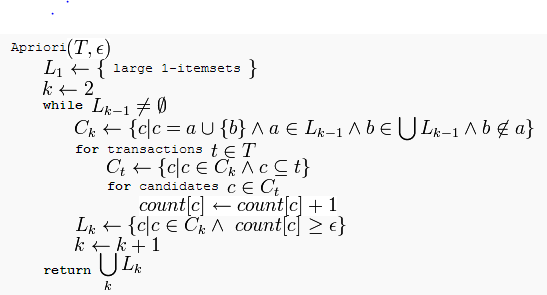 Apriori(T, ϵ)
L₁ ← { large 1-itemsets }
k ← 2
while L_{k−1} ≠ ∅
C_k ← {c|c = a ∪ {b} ∧ a ∈ L_{k−1} ∧ b ∈ ⋃ L_{k−1} ∧ b ∉ a}
for transactions t ∈ T
C_t ← {c|c ∈ C_k ∧ c ⊆ t}
for candidates c ∈ C_t
count[c] ← count[c] + 1
L_k ← {c|c ∈ C_k ∧ count[c] ≥ ϵ}
k ← k + 1
return ⋃_k L_k